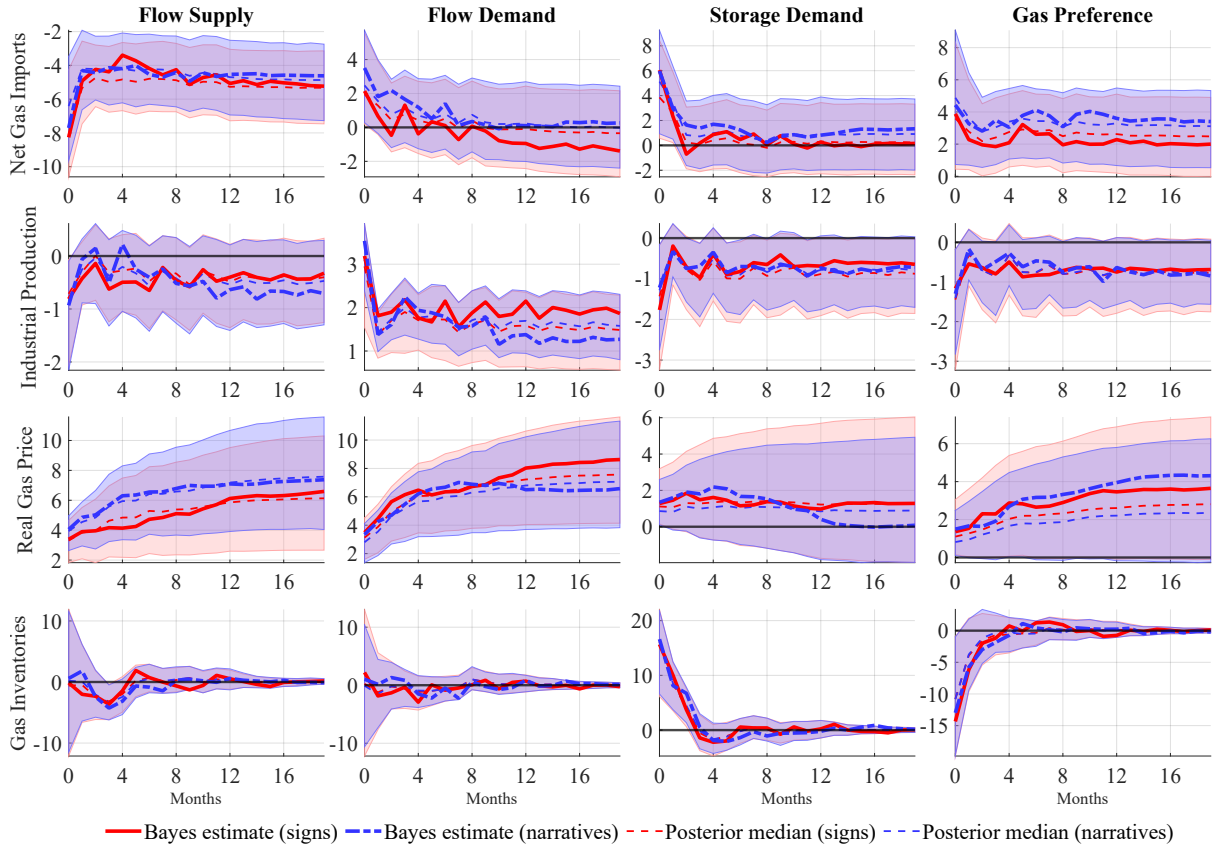 Flow Supply Flow Demand Storage Demand Gas Preference
Net Gas Imports
-2 -4 -6 -8 -10
0 4 8 12 16
4 2 0 -2
0 4 8 12 16
8 6 4 2 0 -2
0 4 8 12 16
8 6 4 2 0
0 4 8 12 16
Industrial Production
0 -1 -2
0 4 8 12 16
3 2 1
0 4 8 12 16
0 -1 -2 -3
0 4 8 12 16
0 -1 -2 -3
0 4 8 12 16
Real Gas Price
10 8 6 4 2
0 4 8 12 16
10 8 6 4 2
0 4 8 12 16
6 4 2 0
0 4 8 12 16
6 4 2 0
0 4 8 12 16
Gas Inventories
10 0 -10
0 4 8 12 16
Months
10 0 -10
0 4 8 12 16
Months
20 10 0
0 4 8 12 16
Months
0 -5 -10 -15
0 4 8 12 16
Months
Bayes estimate (signs) Bayes estimate (narratives) Posterior median (signs) Posterior median (narratives)